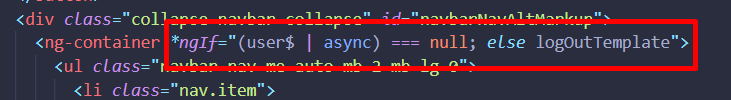 <div class="collapse navbar-collapse" id="navbarNavAltMarkup">
<ng-container *ngIf="(user$ | async) === null; else logOutTemplate">
<ul class="navbar-nav me-auto mb-2 mb-lg-0">
<li class="nav.item">